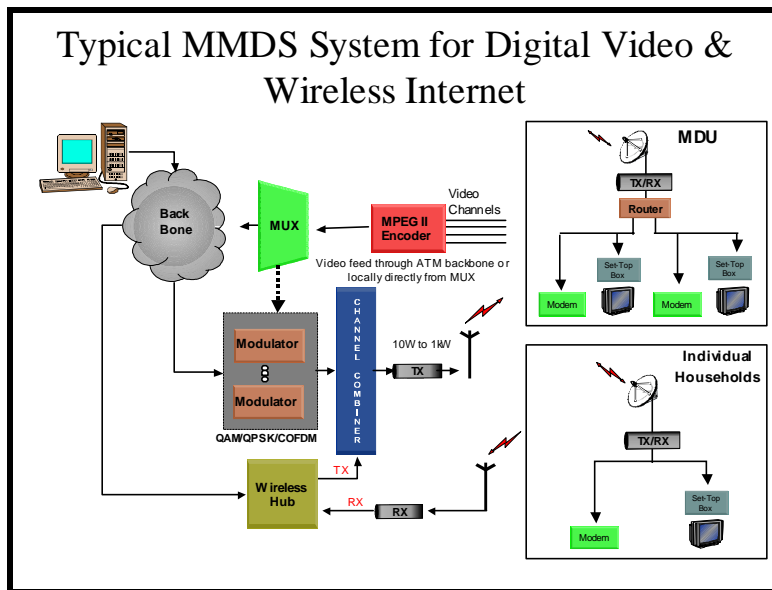 Typical MMDS System for Digital Video &
Wireless Internet
Back
Bone
MUX
MPEG II
Encoder
Video
Channels
Video feed through ATM backbone or
locally directly from MUX
Modulator
Modulator
QAM/QPSK/COFDM
CHANNEL COMBINER
10W to 1kW
TX
Wireless
Hub
TX
RX
RX
MDU
TX/RX
Router
Set-Top
Box
Set-Top
Box
Modem
Modem
Individual
Households
TX/RX
Set-Top
Box
Modem